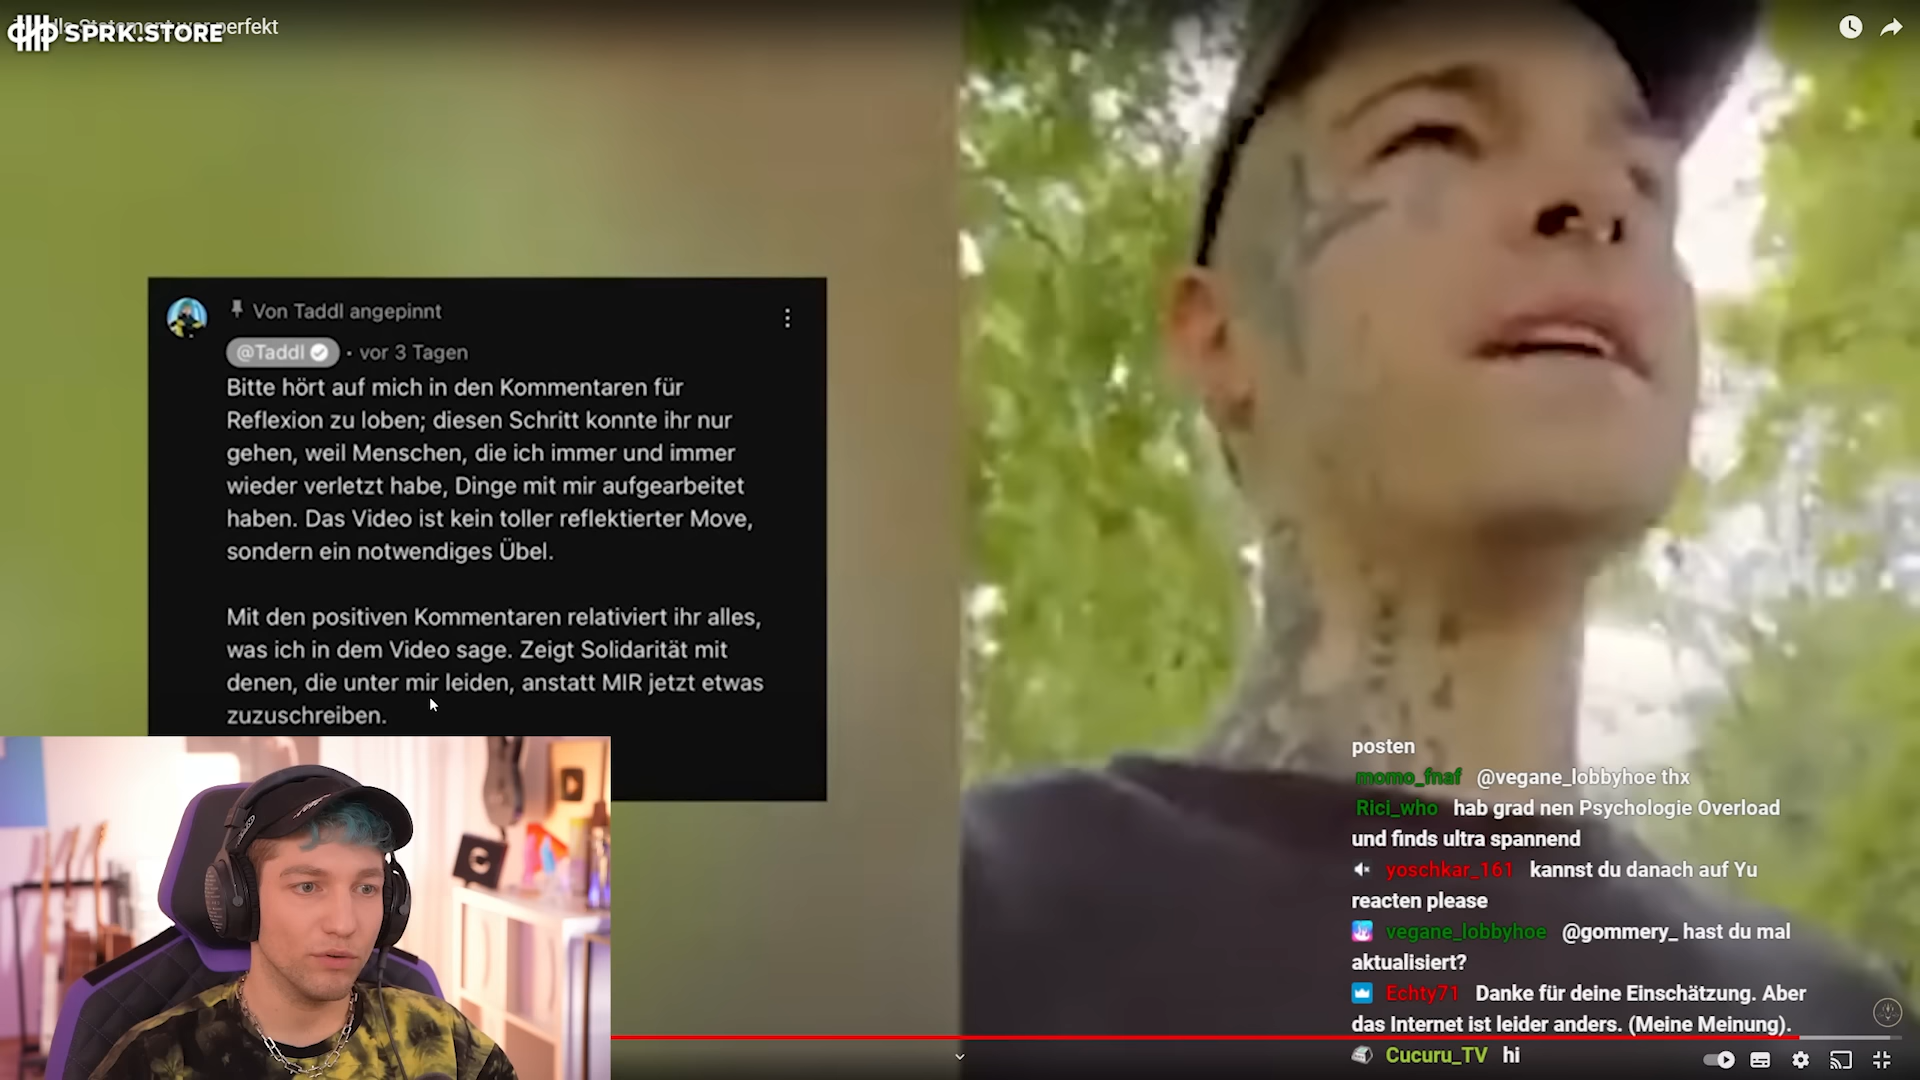 Statement war perfekt
SPRK.STORE
Von Taddl angepinnt
@Taddl • vor 3 Tagen
Bitte hört auf mich in den Kommentaren für
Reflexion zu loben; diesen Schritt konnte ihr nur
gehen, weil Menschen, die ich immer und immer
wieder verletzt habe, Dinge mit mir aufgearbeitet
haben. Das Video ist kein toller reflektierter Move,
sondern ein notwendiges Übel.
Mit den positiven Kommentaren relativiert ihr alles,
was ich in dem Video sage. Zeigt Solidarität mit
denen, die unter mir leiden, anstatt MIR jetzt etwas
zuzuschreiben.
posten
momo_fnaf @vegane_lobbyhoe thx
Rici_who hab grad nen Psychologie Overload
und finds ultra spannend
yoschkar_161 kannst du danach auf Yu
reacten please
vegane_lobbyhoe @gommery_ hast du mal
aktualisiert?
Echty71 Danke für deine Einschätzung. Aber
das Internet ist leider anders. (Meine Meinung).
Cucuru_TV hi